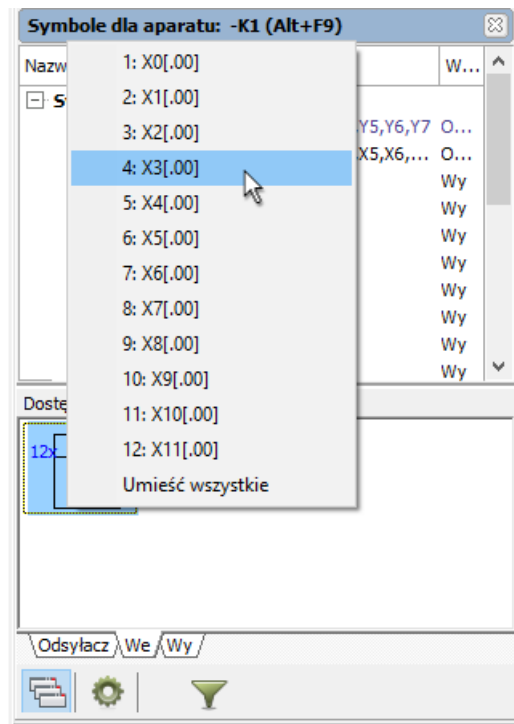 Symbole dla aparatu: -K1 (Alt+F9)
Nazw W...
S
1: X0[.00]
2: X1[.00]
3: X2[.00] Y5,Y6,Y7 O...
4: X3[.00] X5,X6,... O...
5: X4[.00] Wy
6: X5[.00] Wy
7: X6[.00] Wy
8: X7[.00] Wy
9: X8[.00] Wy
10: X9[.00] Wy
11: X10[.00] Wy
12: X11[.00] Wy
Umieść wszystkie
Dostę
12x
Odsyłacz We Wy